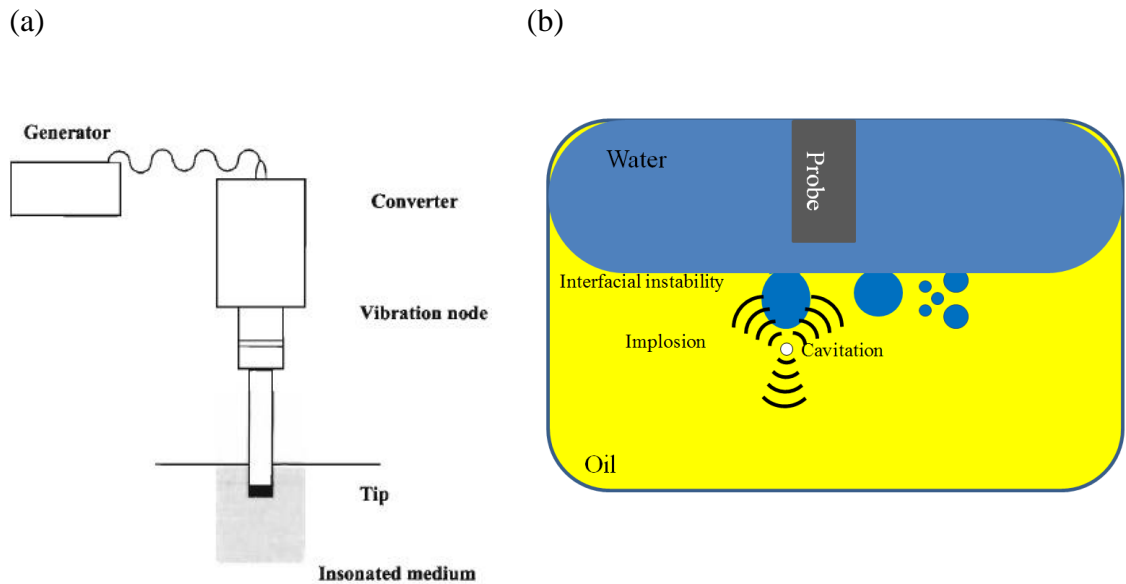 (a)
Generator
Converter
Vibration node
Tip
Insonated medium
(b)
Water
Probe
Interfacial instability
Implosion
Cavitation
Oil